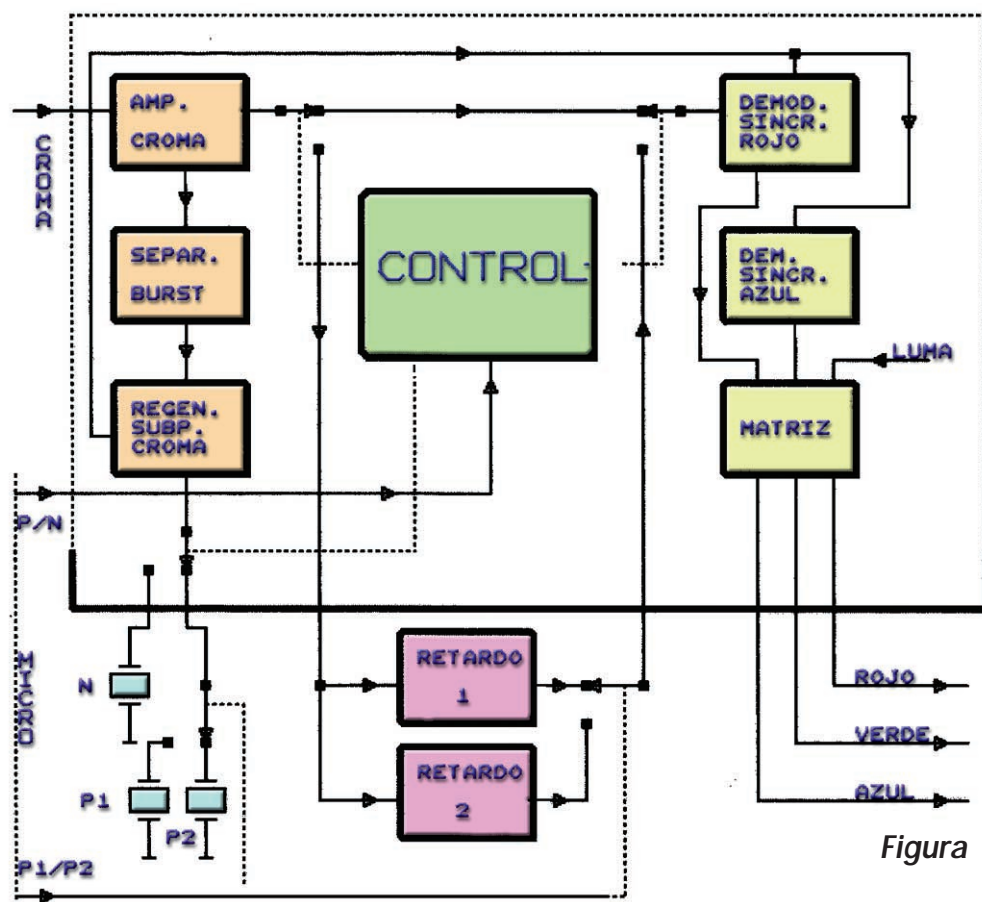 AMP.
CROMA
DEMOD.
SINCR.
ROJO
CROMA
SEPAR.
BURST
CONTROL
DEM.
SINCR.
AZUL
LUMA
REGEN.
SUBP.
CROMA
MATRIZ
P/N
MICRO
N
RETARDO
1
ROJO
VERDE
P1
P2
RETARDO
2
AZUL
Figura
P1/P2